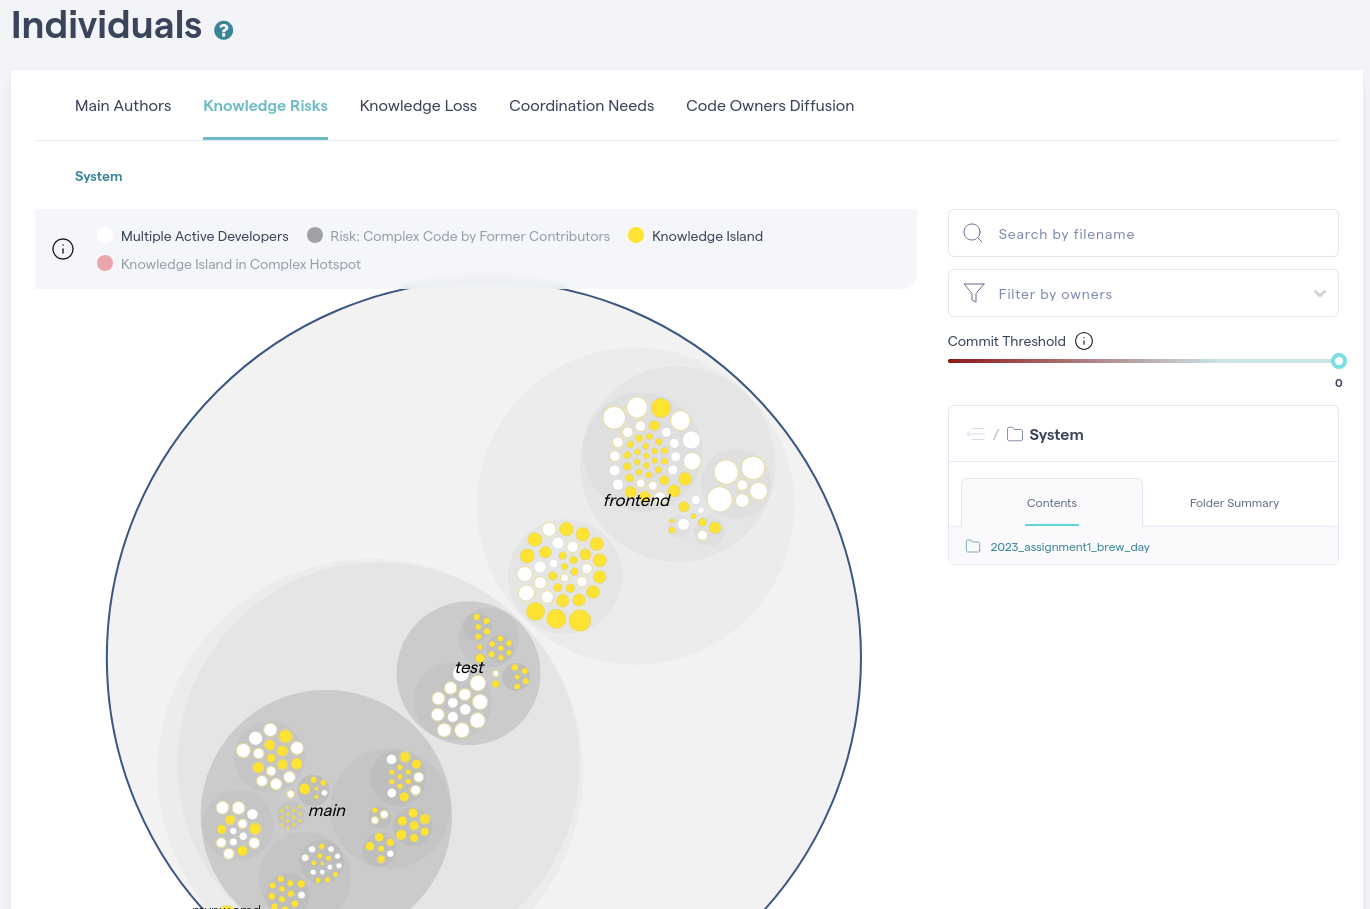 Individuals ?
Main Authors Knowledge Risks Knowledge Loss Coordination Needs Code Owners Diffusion
System
Multiple Active Developers Risk: Complex Code by Former Contributors Knowledge Island
Knowledge Island in Complex Hotspot
Search by filename
Filter by owners
Commit Threshold
0
/ System
Contents Folder Summary
2023_assignment1_brew_day
frontend
test
main